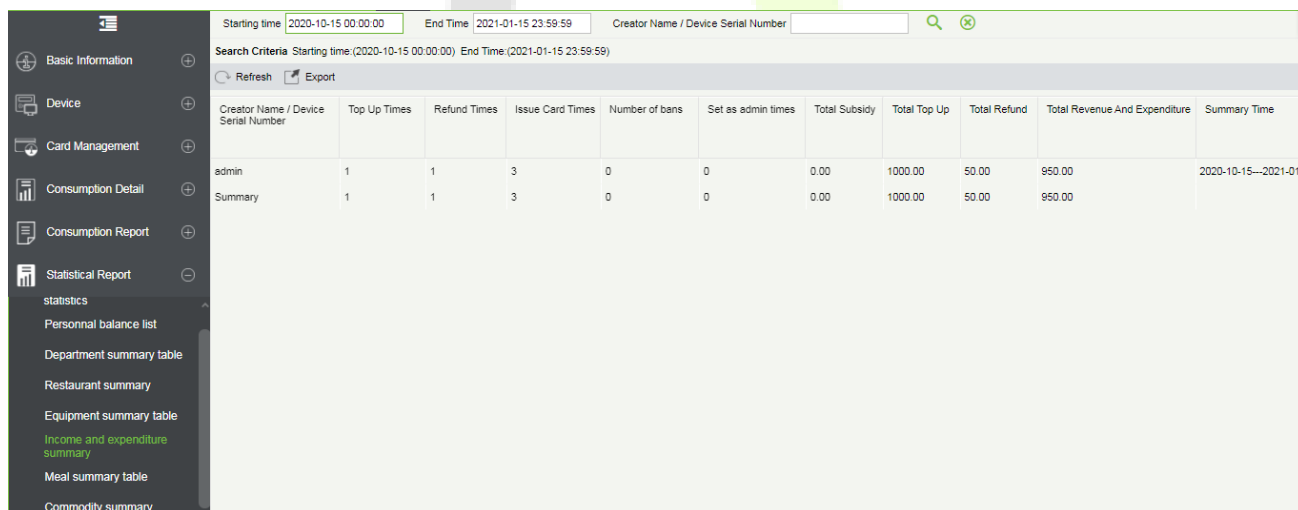 Starting time 2020-10-15 00:00:00 End Time 2021-01-15 23:59:59 Creator Name / Device Serial Number
Search Criteria Starting time:(2020-10-15 00:00:00) End Time:(2021-01-15 23:59:59)
Refresh Export
Basic Information
Device
Card Management
Consumption Detail
Consumption Report
Statistical Report
statistics
Personnal balance list
Department summary table
Restaurant summary
Equipment summary table
Income and expenditure
summary
Meal summary table
Commodity summary
Creator Name / Device Top Up Times Refund Times Issue Card Times Number of bans Set as admin times Total Subsidy Total Top Up Total Refund Total Revenue And Expenditure Summary Time
Serial Number
admin 1 1 3 0 0 0.00 1000.00 50.00 950.00 2020-10-15---2021-01
Summary 1 1 3 0 0 0.00 1000.00 50.00 950.00